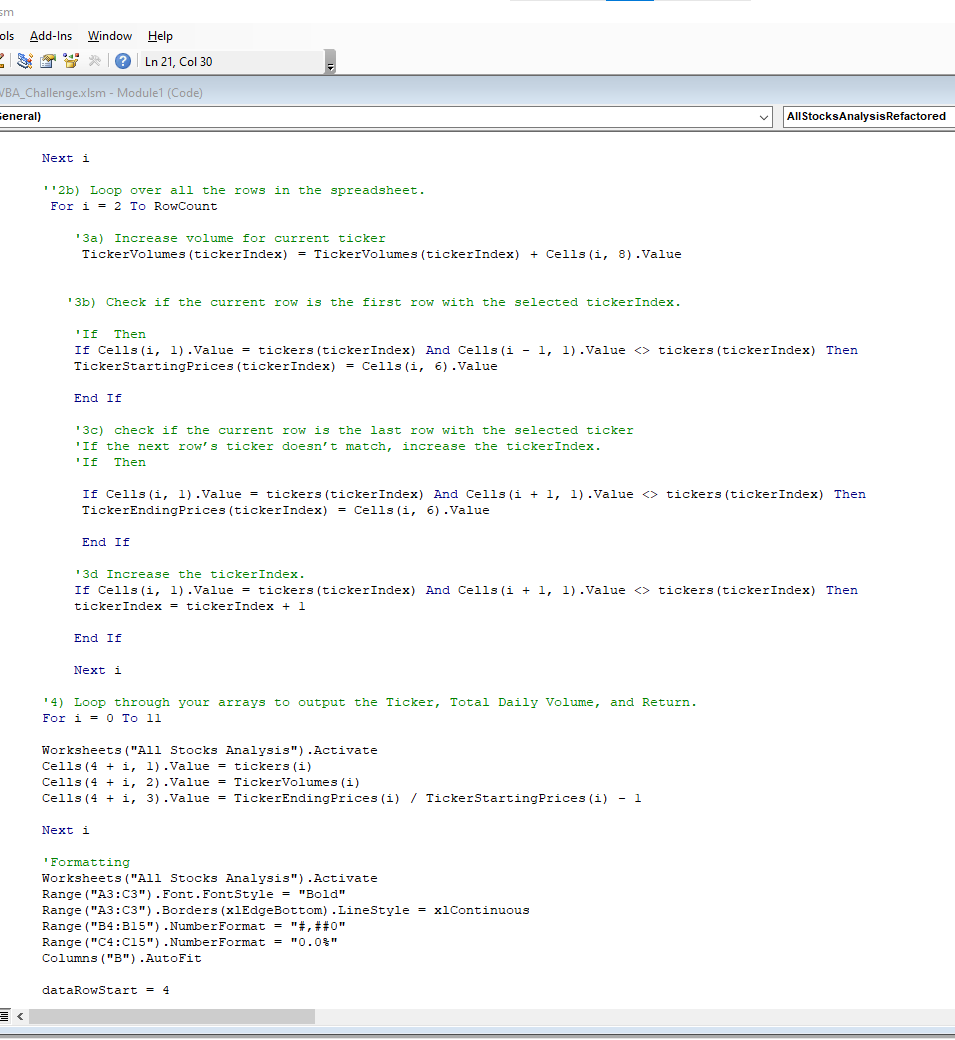 sm
ols Add-Ins Window Help
Ln 21, Col 30
VBA_Challenge.xlsm - Module1 (Code)
General) AllStocksAnalysisRefactored
Next i
''2b) Loop over all the rows in the spreadsheet.
For i = 2 To RowCount
'3a) Increase volume for current ticker
TickerVolumes(tickerIndex) = TickerVolumes(tickerIndex) + Cells(i, 8).Value
'3b) Check if the current row is the first row with the selected tickerIndex.
'If  Then
If Cells(i, 1).Value = tickers(tickerIndex) And Cells(i - 1, 1).Value <> tickers(tickerIndex) Then
TickerStartingPrices(tickerIndex) = Cells(i, 6).Value
End If
'3c) check if the current row is the last row with the selected ticker
'If the next row’s ticker doesn’t match, increase the tickerIndex.
'If  Then
If Cells(i, 1).Value = tickers(tickerIndex) And Cells(i + 1, 1).Value <> tickers(tickerIndex) Then
TickerEndingPrices(tickerIndex) = Cells(i, 6).Value
End If
'3d Increase the tickerIndex.
If Cells(i, 1).Value = tickers(tickerIndex) And Cells(i + 1, 1).Value <> tickers(tickerIndex) Then
tickerIndex = tickerIndex + 1
End If
Next i
'4) Loop through your arrays to output the Ticker, Total Daily Volume, and Return.
For i = 0 To 11
Worksheets("All Stocks Analysis").Activate
Cells(4 + i, 1).Value = tickers(i)
Cells(4 + i, 2).Value = TickerVolumes(i)
Cells(4 + i, 3).Value = TickerEndingPrices(i) / TickerStartingPrices(i) - 1
Next i
'Formatting
Worksheets("All Stocks Analysis").Activate
Range("A3:C3").Font.FontStyle = "Bold"
Range("A3:C3").Borders(xlEdgeBottom).LineStyle = xlContinuous
Range("B4:B15").NumberFormat = "#,##0"
Range("C4:C15").NumberFormat = "0.0%"
Columns("B").AutoFit
dataRowStart = 4